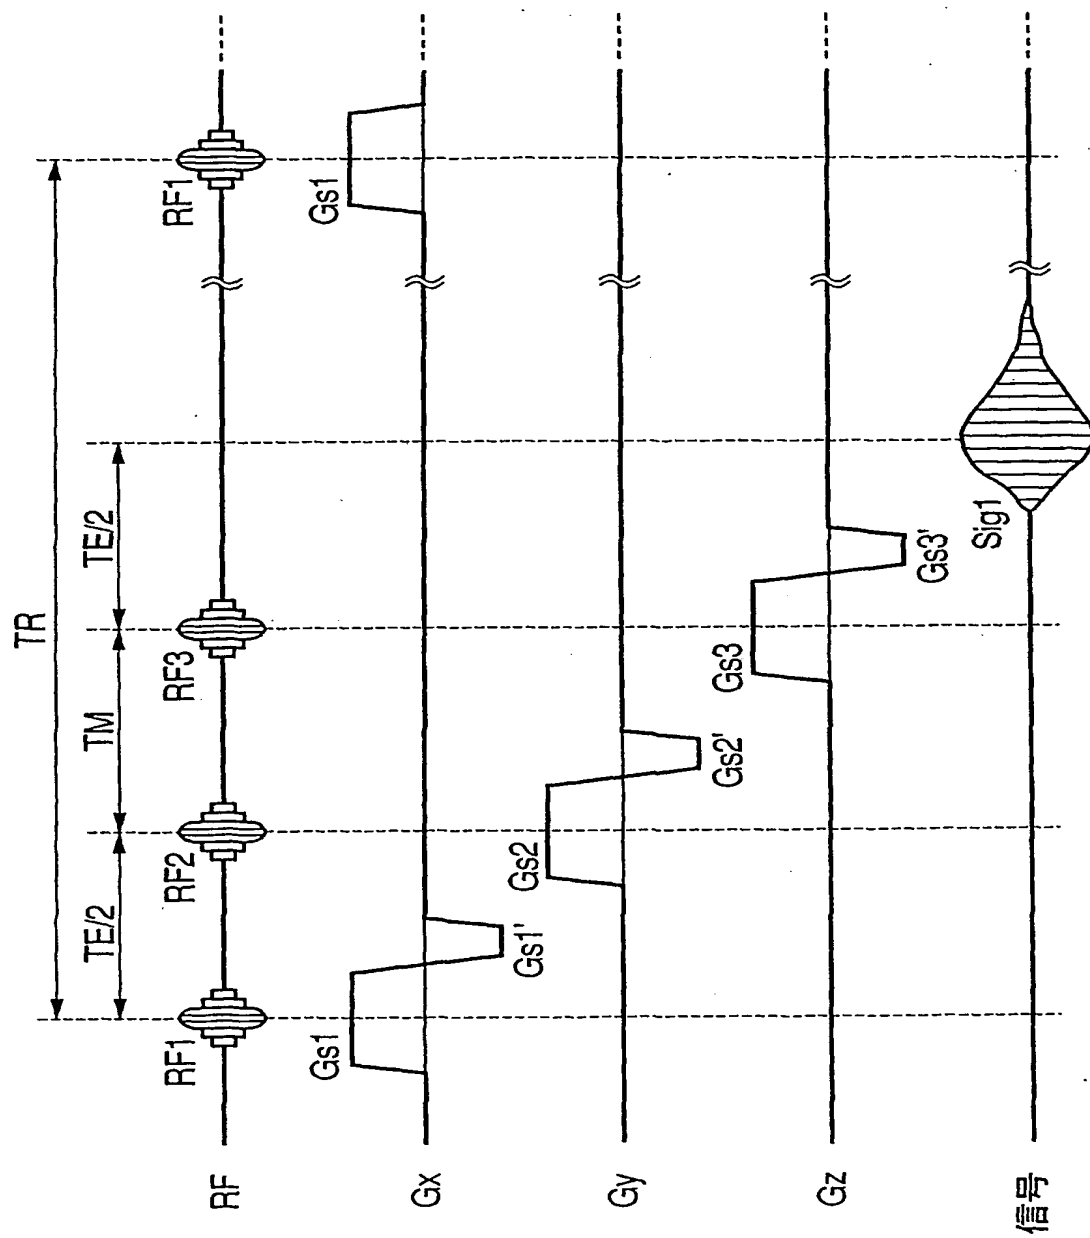 TR
TE/2
TM
TE/2
RF
RF1
RF2
RF3
RF1
Gx
Gs1
Gs1'
Gs1
Gy
Gs2
Gs2'
Gz
Gs3
Gs3'
信号
Sig1